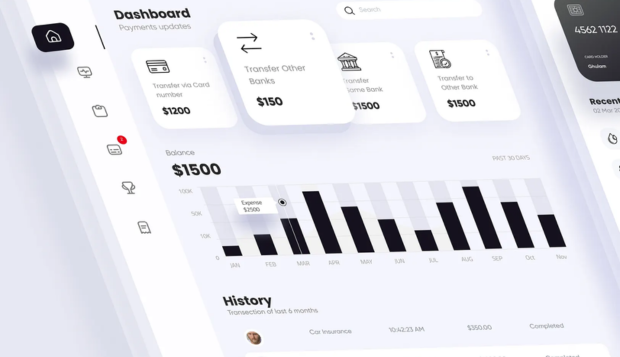 Dashboard
Payments updates
Search
Transfer via Card
number
$1200
Transfer Other
Banks
$150
Transfer
Same Bank
$1500
Transfer to
Other Bank
$1500
4562 1122
CARD HOLDER
Ghulam
Recent
02 Mar
Balance
$1500
PAST 30 DAYS
100K
50K
10K
0
Expense
$2500
JAN
FEB
MAR
APR
MAY
JUN
JUL
AUG
SEP
Oct
Nov
History
Transection of last 6 months
Car Insurance
10:42:23 AM
$350.00
Completed